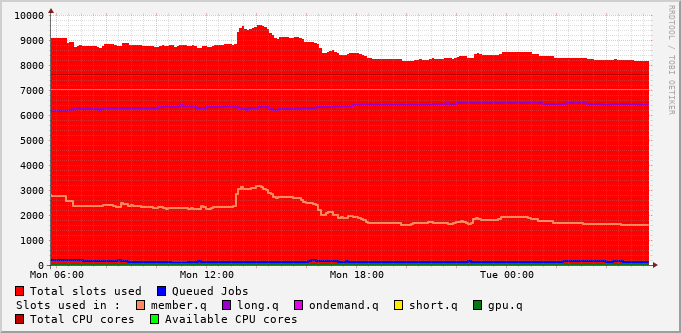 RRDTOOL / TOBI OETIKER
10000
9000
8000
7000
6000
5000
4000
3000
2000
1000
0
Mon 06:00 Mon 12:00 Mon 18:00 Tue 00:00
Total slots used Queued Jobs
Slots used in : member.q long.q ondemand.q short.q gpu.q
Total CPU cores Available CPU cores